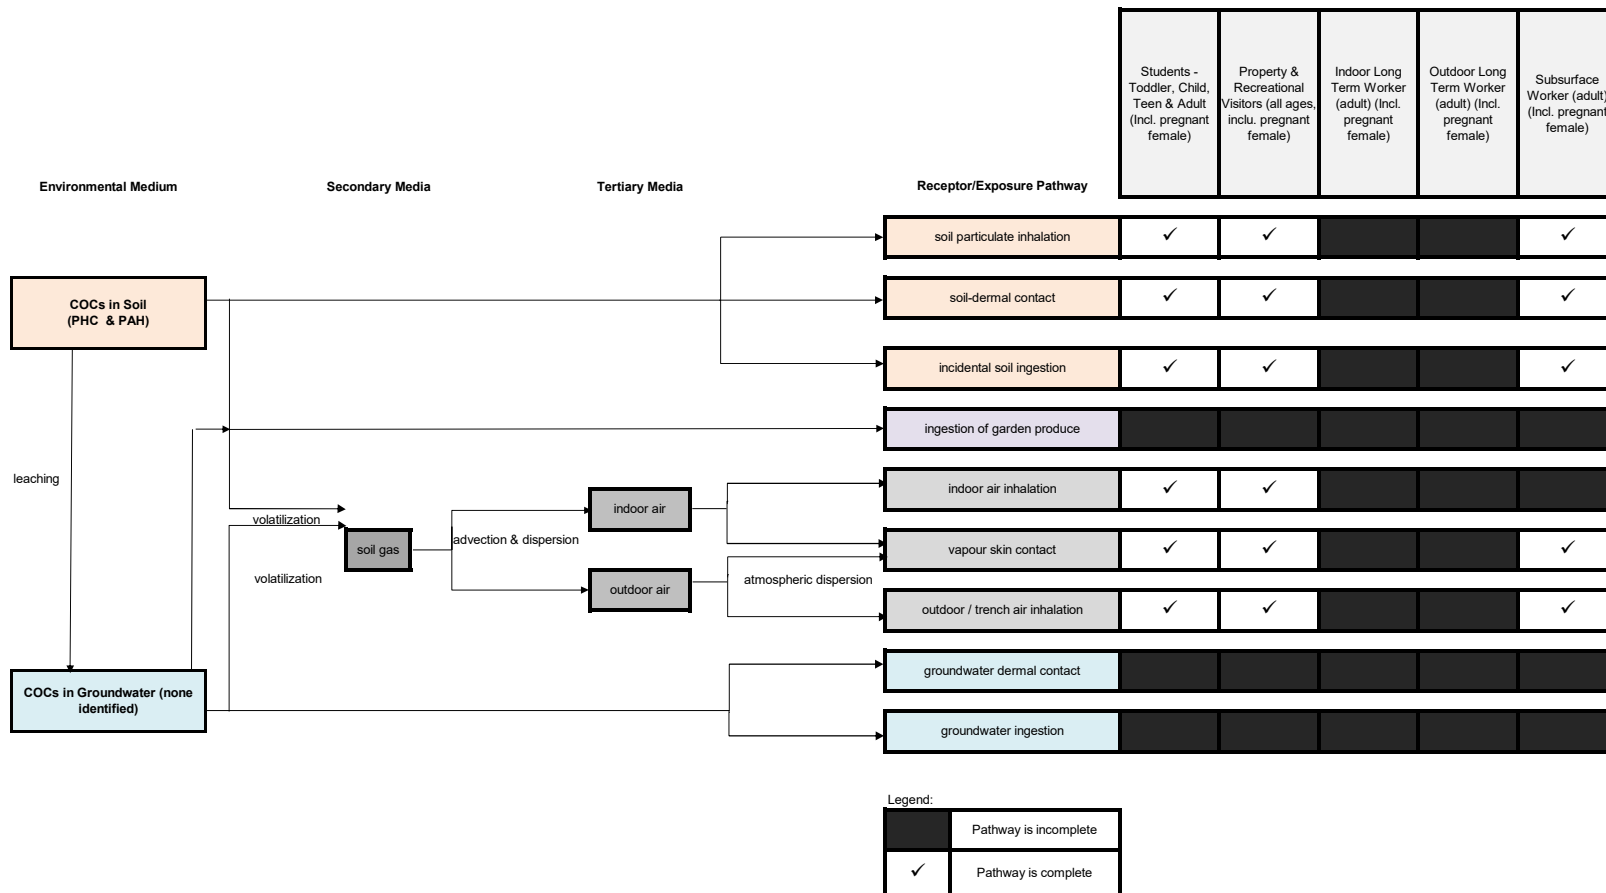 Students -
Toddler, Child,
Teen & Adult
(Incl. pregnant
female)
Property &
Recreational
Visitors (all ages,
inclu. pregnant
female)
Indoor Long
Term Worker
(adult) (Incl.
pregnant
female)
Outdoor Long
Term Worker
(adult) (Incl.
pregnant
female)
Subsurface
Worker (adult)
(Incl. pregnant
female)
Environmental Medium
Secondary Media
Tertiary Media
Receptor/Exposure Pathway
soil particulate inhalation ✓ ✓ ✓
COCs in Soil
(PHC & PAH)
soil-dermal contact ✓ ✓ ✓
incidental soil ingestion ✓ ✓ ✓
ingestion of garden produce
leaching
indoor air inhalation ✓ ✓
indoor air
volatilization
soil gas
advection & dispersion
vapour skin contact ✓ ✓ ✓
volatilization
outdoor air
atmospheric dispersion
outdoor / trench air inhalation ✓ ✓ ✓
groundwater dermal contact
COCs in Groundwater (none
identified)
groundwater ingestion
Legend:
Pathway is incomplete
✓ Pathway is complete